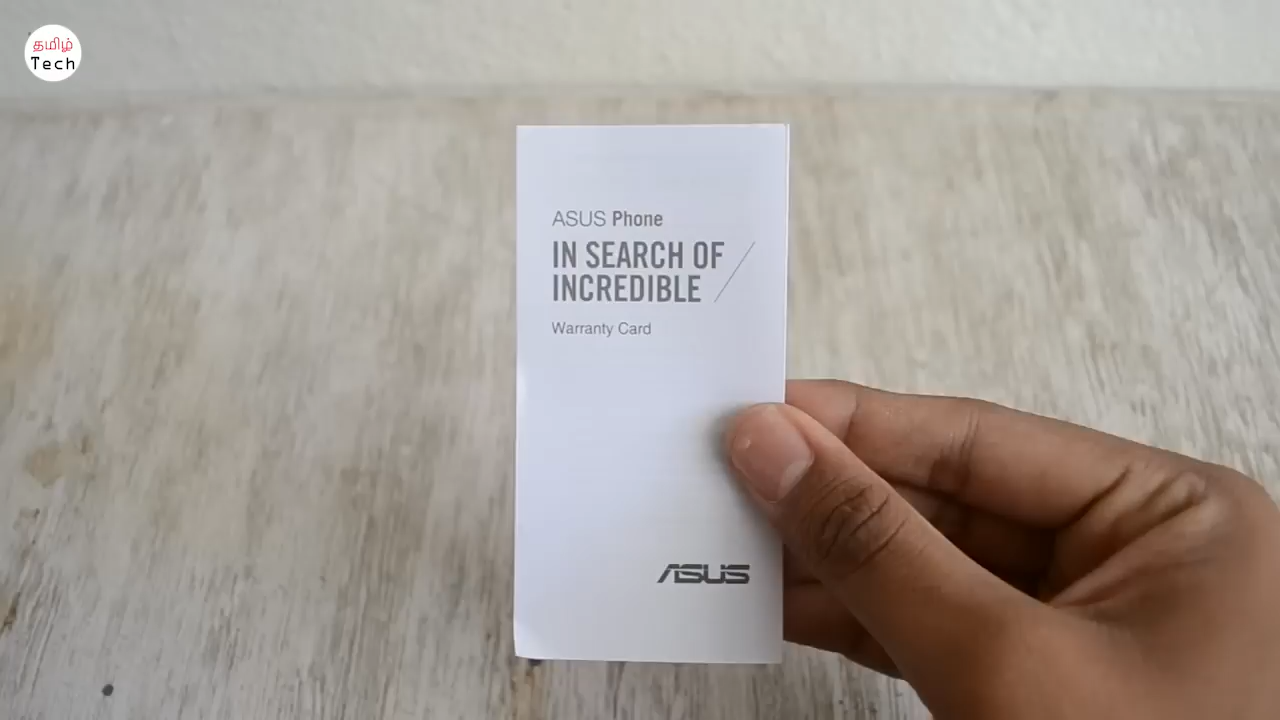 தமிழ்
Tech
ASUS Phone
IN SEARCH OF
INCREDIBLE
Warranty Card
ASUS